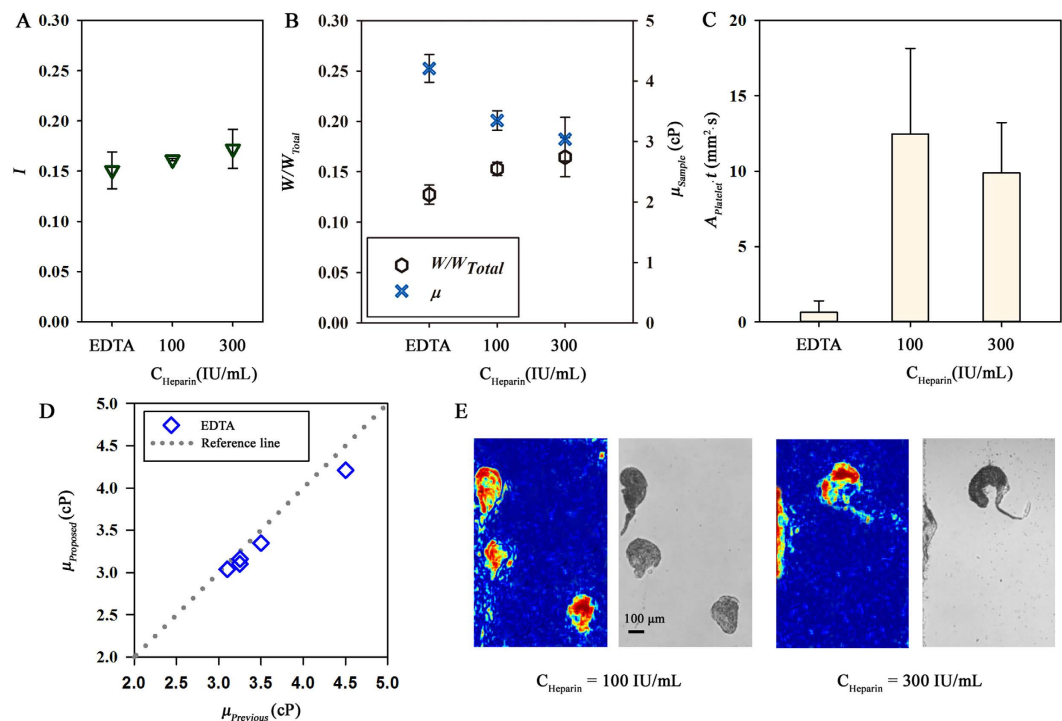 A
I
0.30
0.25
0.20
0.15
0.10
0.05
0.00
EDTA 100 300
C_Heparin(IU/mL)
B
W/W_Total
0.30
0.25
0.20
0.15
0.10
0.05
0.00
W/W_Total
μ
5
4
3
2
1
0
μ_Sample (cP)
EDTA 100 300
C_Heparin(IU/mL)
C
A_Platelet · t (mm²· s)
20
15
10
5
0
EDTA 100 300
C_Heparin(IU/mL)
D
μ_Proposed (cP)
5.0
4.5
4.0
3.5
3.0
2.5
2.0
EDTA
Reference line
2.0 2.5 3.0 3.5 4.0 4.5 5.0
μ_Previous (cP)
E
100 μm
C_Heparin = 100 IU/mL
C_Heparin = 300 IU/mL